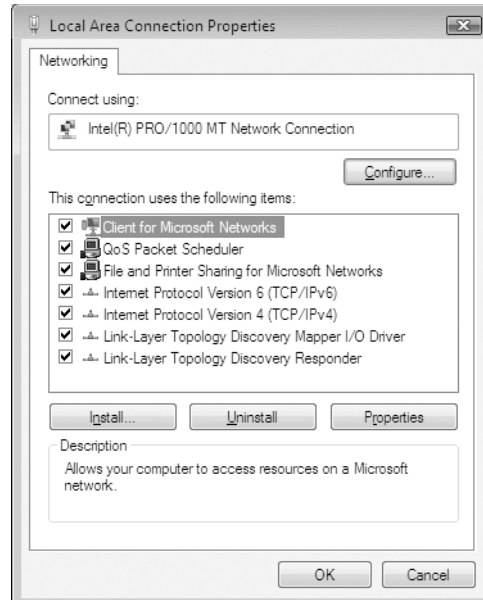 Local Area Connection Properties
Networking
Connect using:
Intel(R) PRO/1000 MT Network Connection
Configure...
This connection uses the following items:
Client for Microsoft Networks
QoS Packet Scheduler
File and Printer Sharing for Microsoft Networks
Internet Protocol Version 6 (TCP/IPv6)
Internet Protocol Version 4 (TCP/IPv4)
Link-Layer Topology Discovery Mapper I/O Driver
Link-Layer Topology Discovery Responder
Install... Uninstall Properties
Description
Allows your computer to access resources on a Microsoft
network.
OK Cancel